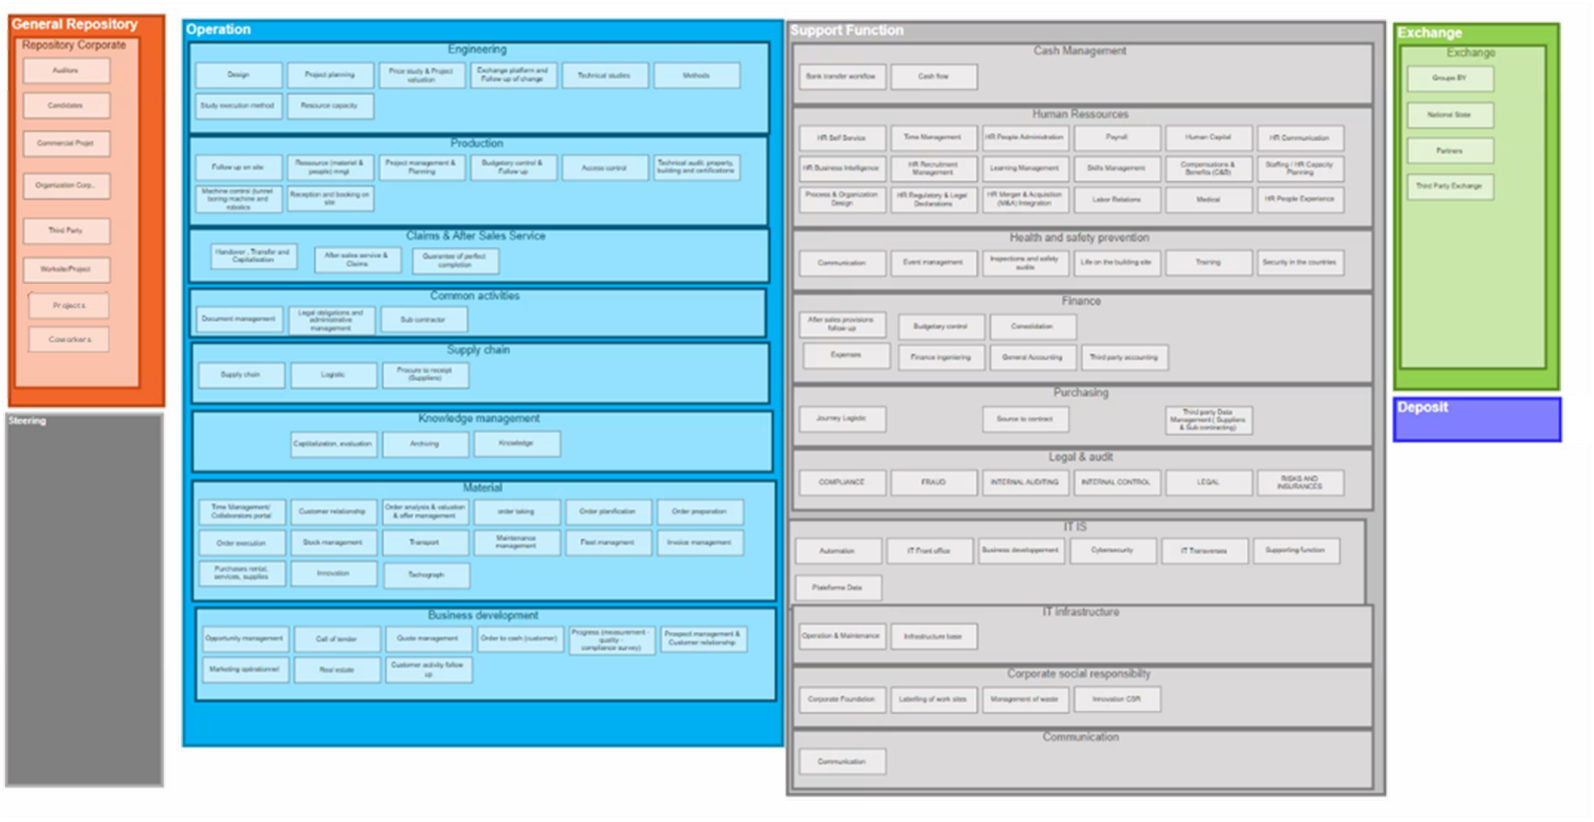 General Repository
Repository Corporate
Auditors
Candidates
Commercial Projet
Organization Corp..
Third Party
Worksite/Project
Projects
Coworkers
Steering
Operation
Engineering
Design
Project planning
Price study & Project
valuation
Exchange platform and
Follow up of change
Technical studies
Methods
Study execution method
Resource capacity
Production
Follow up on site
Ressource (material &
people) mngt
Project management &
Planning
Budgetary control &
Follow up
Access control
Technical audit, property,
building and certifications
Machine control (tunnel
boring machine and
robotics
Reception and booking on
site
Claims & After Sales Service
Handover , Transfer and
Capitalisation
After sales service &
Claims
Guarantee of perfect
completion
Common activities
Document management
Legal obligations and
administrative
management
Sub contractor
Supply chain
Supply chain
Logistic
Procure to receipt
(Suppliers)
Knowledge management
Capitalization, evaluation
Archiving
Knowledge
Material
Time Management/
Collaborators portal
Customer relationship
Order analysis & valuation
& offer management
order taking
Order planification
Order preparation
Order execution
Stock management
Transport
Maintenance
management
Fleet managment
Invoice management
Purchases rental,
services, supplies
Innovation
Tachograph
Business development
Opportunity management
Call of tender
Quote management
Order to cash (customer)
Progress (measurement -
quality -
compliance survey)
Prospect management &
Customer relationship
Marketing opérationnel
Real estate
Customer activity follow
up
Support Function
Cash Management
Bank transfer workflow
Cash flow
Human Ressources
HR Self Service
Time Management
HR People Administration
Payroll
Human Capital
HR Communication
HR Business Intelligence
HR Recruitment
Management
Learning Management
Skills Management
Compensations &
Benefits (C&B)
Staffing / HR Capacity
Planning
Process & Organization
Design
HR Regulatory & Legal
Declarations
HR Merger & Acquisition
(M&A) Integration
Labor Relations
Medical
HR People Experience
Health and safety prevention
Communication
Event management
Inspections and safety
audits
Life on the building site
Training
Security in the countries
Finance
After sales provisions
follow-up
Budgetary control
Consolidation
Expenses
Finance ingeniering
General Accounting
Third party accounting
Purchasing
Journey Logistic
Source to contract
Third party Data
Management ( Suppliers
& Sub contracting)
Legal & audit
COMPLIANCE
FRAUD
INTERNAL AUDITING
INTERNAL CONTROL
LEGAL
RISKS AND
INSURANCES
IT IS
Automation
IT Front office
Business developpement
Cybersecurity
IT Transverses
Supporting function
Plateforme Data
IT infrastructure
Operation & Maintenance
Infrastructure base
Corporate social responsibilty
Corporate Foundation
Labelling of work sites
Management of waste
Innovation CSR
Communication
Communication
Exchange
Exchange
Groupe BY
National State
Partners
Third Party Exchange
Deposit